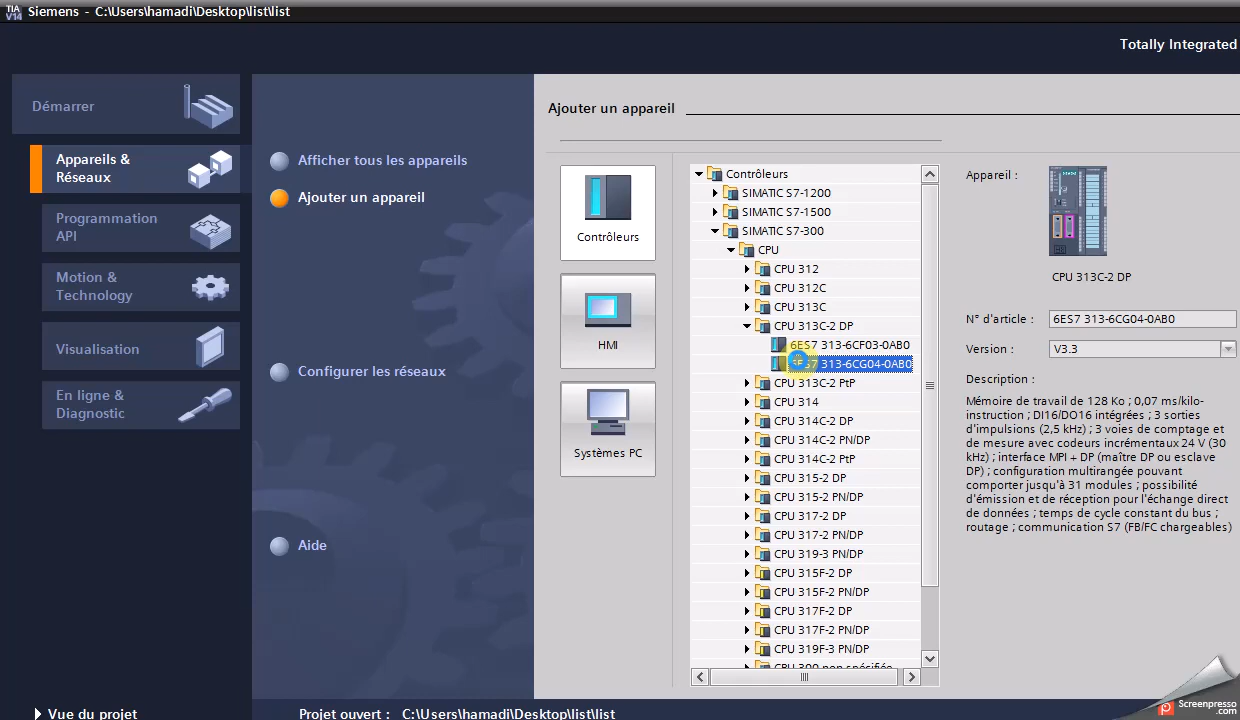 TIA V14 Siemens - C:\Users\hamadi\Desktop\list\list
Totally Integrated
Démarrer
Appareils &
Réseaux
Programmation
API
Motion &
Technology
Visualisation
En ligne &
Diagnostic
Vue du projet
Afficher tous les appareils
Ajouter un appareil
Configurer les réseaux
Aide
Ajouter un appareil
Contrôleurs
HMI
Systèmes PC
Contrôleurs
SIMATIC S7-1200
SIMATIC S7-1500
SIMATIC S7-300
CPU
CPU 312
CPU 312C
CPU 313C
CPU 313C-2 DP
6ES7 313-6CF03-0AB0
6ES7 313-6CG04-0AB0
CPU 313C-2 PtP
CPU 314
CPU 314C-2 DP
CPU 314C-2 PN/DP
CPU 314C-2 PtP
CPU 315-2 DP
CPU 315-2 PN/DP
CPU 317-2 DP
CPU 317-2 PN/DP
CPU 319-3 PN/DP
CPU 315F-2 DP
CPU 315F-2 PN/DP
CPU 317F-2 DP
CPU 317F-2 PN/DP
CPU 319F-3 PN/DP
CPU 300 non spécifiée
Appareil :
CPU 313C-2 DP
N° d'article : 6ES7 313-6CG04-0AB0
Version : V3.3
Description :
Mémoire de travail de 128 Ko ; 0,07 ms/kilo-
instruction ; DI16/DO16 intégrées ; 3 sorties
d'impulsions (2,5 kHz) ; 3 voies de comptage et
de mesure avec codeurs incrémentaux 24 V (30
kHz) ; interface MPI + DP (maître DP ou esclave
DP) ; configuration multirangée pouvant
comporter jusqu'à 31 modules ; possibilité
d'émission et de réception pour l'échange direct
de données ; temps de cycle constant du bus ;
routage ; communication S7 (FB/FC chargeables)
Projet ouvert : C:\Users\hamadi\Desktop\list\list
Screenpresso
.com